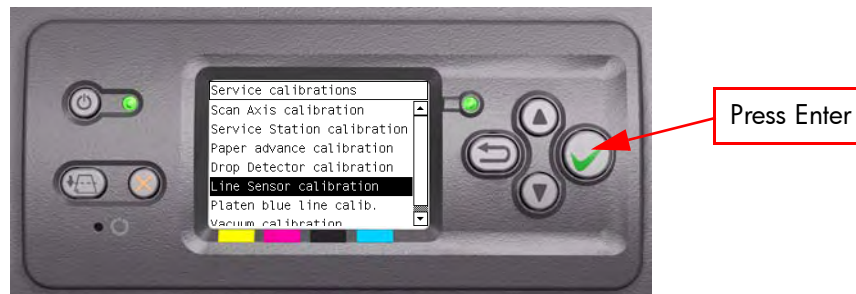 Service calibrations
Scan Axis calibration
Service Station calibration
Paper advance calibration
Drop Detector calibration
Line Sensor calibration
Platen blue line calib.
Vacuum calibration
Press Enter